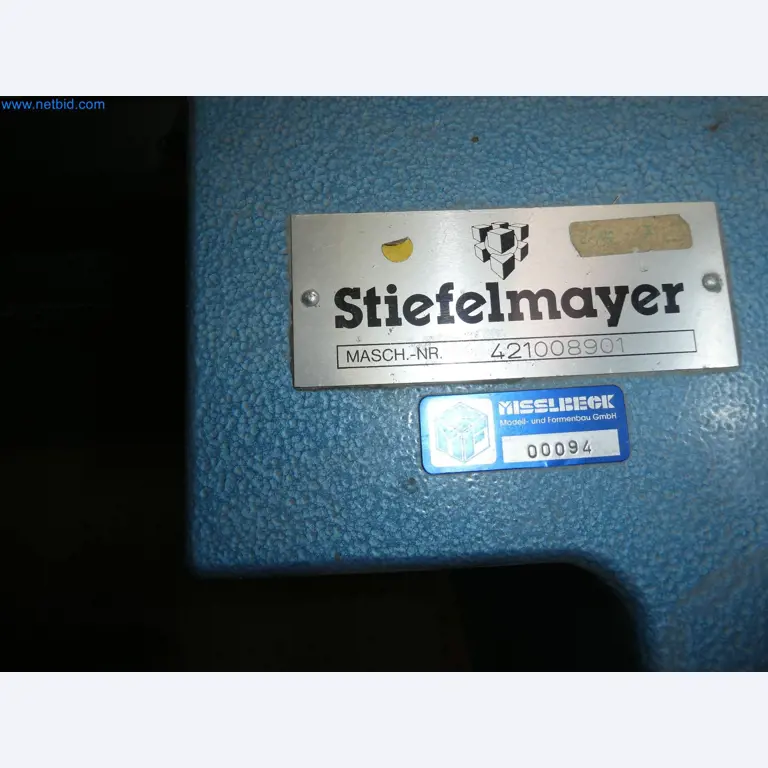 www.netbid.com
Stiefelmayer
MASCH.-NR. 421008901
MISSLBECK
Modell- und Formenbau GmbH
00094